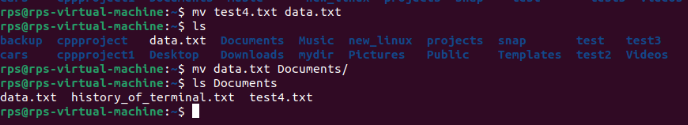 rps@rps-virtual-machine:~$ mv test4.txt data.txt
rps@rps-virtual-machine:~$ ls
backup cppproject data.txt Documents Music new_linux projects snap test test3
cars cppproject1 Desktop Downloads mydir Pictures Public Templates test2 Videos
rps@rps-virtual-machine:~$ mv data.txt Documents/
rps@rps-virtual-machine:~$ ls Documents
data.txt history_of_terminal.txt test4.txt
rps@rps-virtual-machine:~$